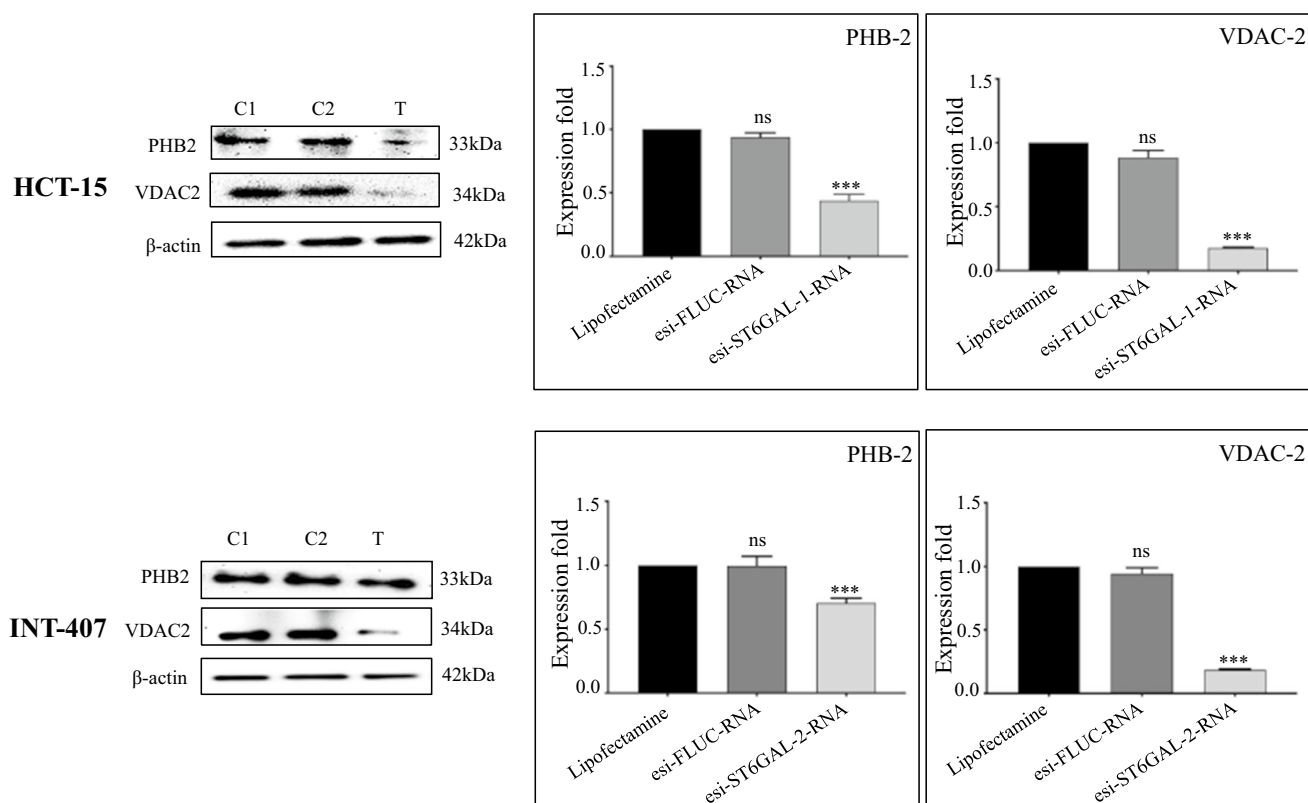 HCT-15
C1 C2 T
PHB2 33kDa
VDAC2 34kDa
β-actin 42kDa
PHB-2
Expression fold
1.5
1.0
0.5
0.0
ns
***
Lipofectamine
esi-FLUC-RNA
esi-ST6GAL-1-RNA
VDAC-2
Expression fold
1.5
1.0
0.5
0.0
ns
***
Lipofectamine
esi-FLUC-RNA
esi-ST6GAL-1-RNA
INT-407
C1 C2 T
PHB2 33kDa
VDAC2 34kDa
β-actin 42kDa
PHB-2
Expression fold
1.5
1.0
0.5
0.0
ns
***
Lipofectamine
esi-FLUC-RNA
esi-ST6GAL-2-RNA
VDAC-2
Expression fold
1.5
1.0
0.5
0.0
ns
***
Lipofectamine
esi-FLUC-RNA
esi-ST6GAL-2-RNA